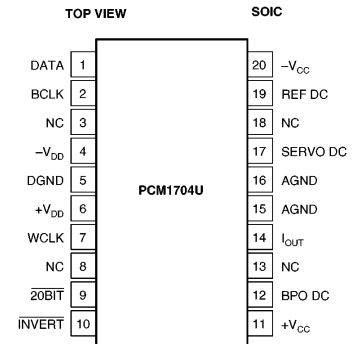 TOP VIEW SOIC
DATA 1 20 –VCC
BCLK 2 19 REF DC
NC 3 18 NC
–VDD 4 17 SERVO DC
DGND 5 16 AGND
PCM1704U
+VDD 6 15 AGND
WCLK 7 14 IOUT
NC 8 13 NC
20BIT 9 12 BPO DC
INVERT 10 11 +VCC